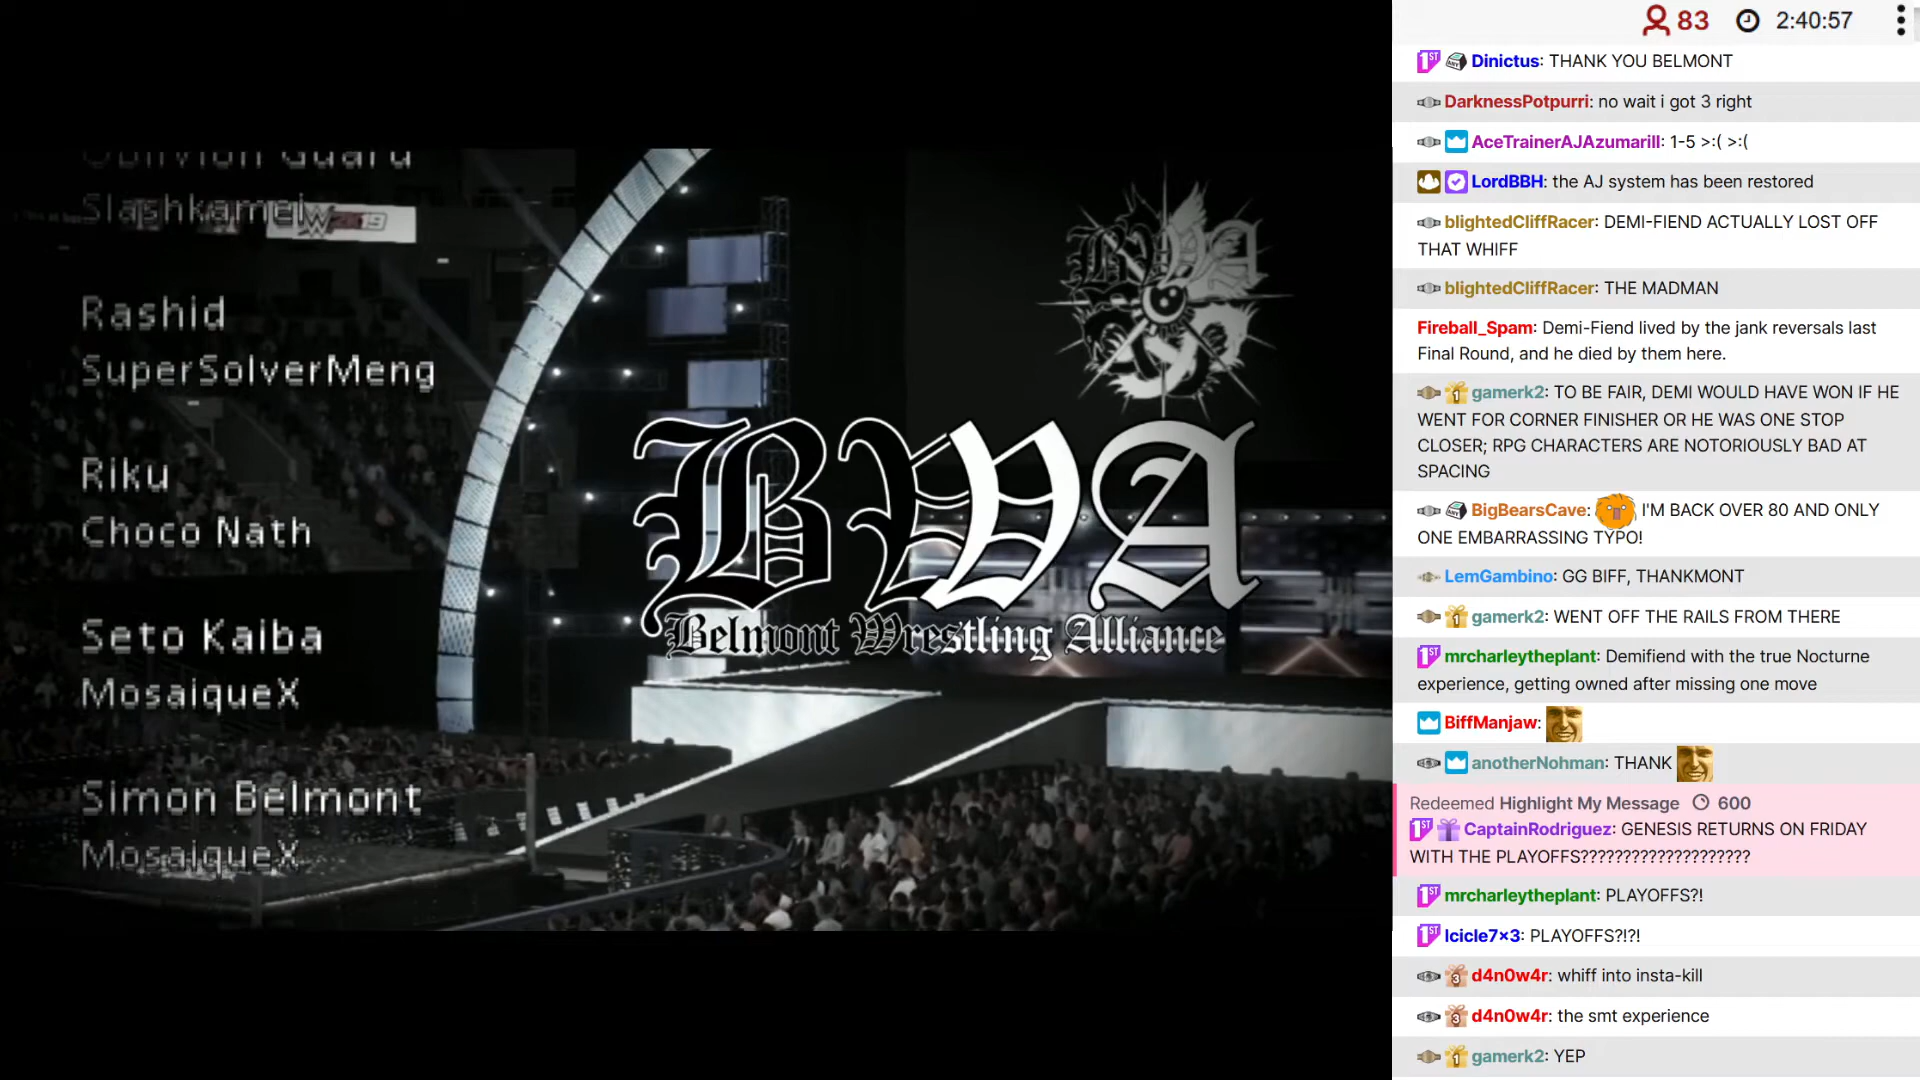 Oblivion Guard
Slashkamei
W2K19
Rashid
SuperSolverMeng
Riku
Choco Nath
Seto Kaiba
MosaiqueX
Simon Belmont
MosaiqueX
BWA
BWA
Belmont Wrestling Alliance
83 2:40:57
Dinictus: THANK YOU BELMONT
DarknessPotpurri: no wait i got 3 right
AceTrainerAJAzumarill: 1-5 >:( >:(
LordBBH: the AJ system has been restored
blightedCliffRacer: DEMI-FIEND ACTUALLY LOST OFF
THAT WHIFF
blightedCliffRacer: THE MADMAN
Fireball_Spam: Demi-Fiend lived by the jank reversals last
Final Round, and he died by them here.
gamerk2: TO BE FAIR, DEMI WOULD HAVE WON IF HE
WENT FOR CORNER FINISHER OR HE WAS ONE STOP
CLOSER; RPG CHARACTERS ARE NOTORIOUSLY BAD AT
SPACING
BigBearsCave: I'M BACK OVER 80 AND ONLY
ONE EMBARRASSING TYPO!
LemGambino: GG BIFF, THANKMONT
gamerk2: WENT OFF THE RAILS FROM THERE
mrcharleytheplant: Demifiend with the true Nocturne
experience, getting owned after missing one move
BiffManjaw:
anotherNohman: THANK
Redeemed Highlight My Message 600
CaptainRodriguez: GENESIS RETURNS ON FRIDAY
WITH THE PLAYOFFS????????????????????
mrcharleytheplant: PLAYOFFS?!
Icicle7x3: PLAYOFFS?!?!
d4n0w4r: whiff into insta-kill
d4n0w4r: the smt experience
gamerk2: YEP